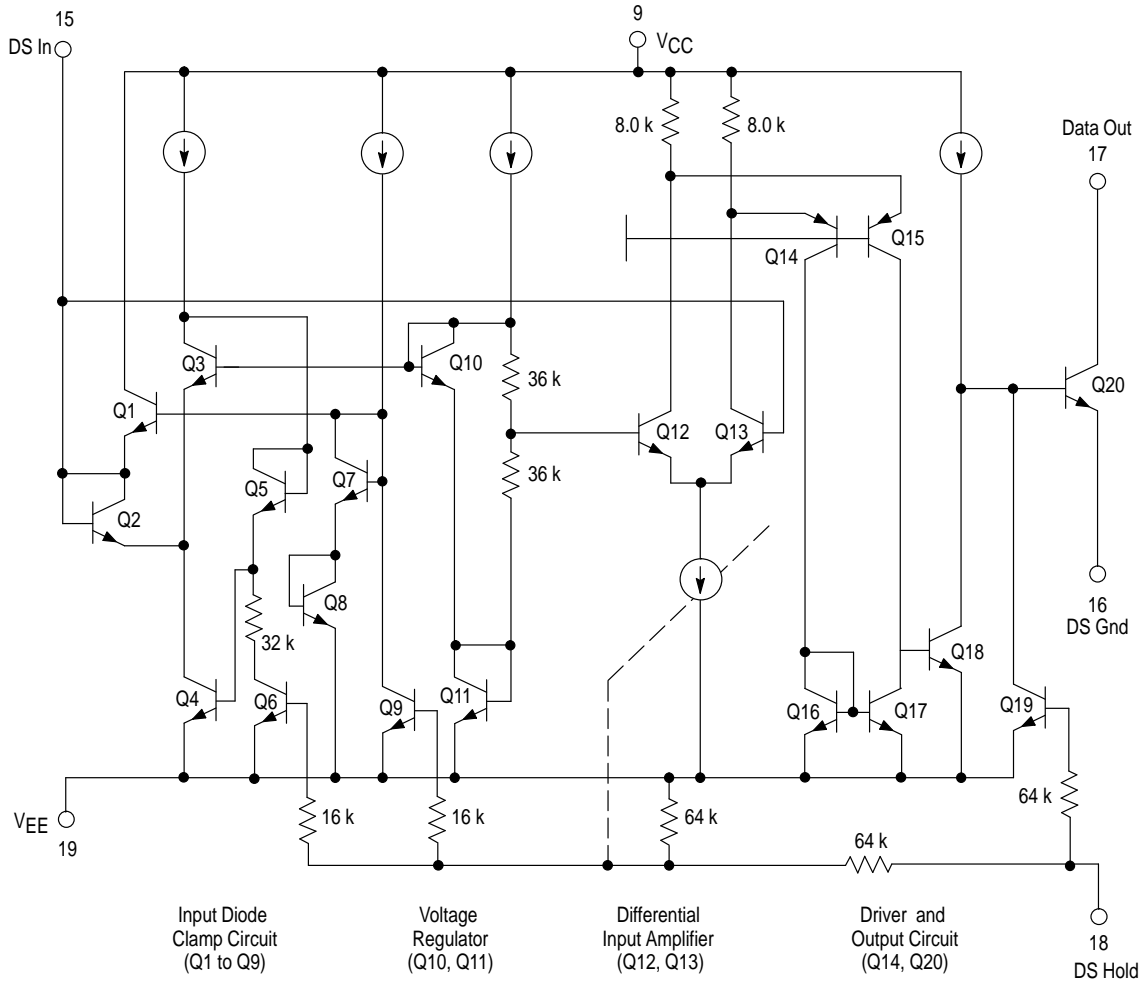 15
DS In
9
VCC
8.0 k
8.0 k
Data Out
17
Q14
Q15
Q3
Q10
36 k
Q20
Q1
Q12
Q13
Q5
Q7
36 k
Q2
Q8
16
DS Gnd
32 k
Q18
Q4
Q6
Q9
Q11
Q16
Q17
Q19
VEE
19
16 k
16 k
64 k
64 k
64 k
18
DS Hold
Input Diode
Clamp Circuit
(Q1 to Q9)
Voltage
Regulator
(Q10, Q11)
Differential
Input Amplifier
(Q12, Q13)
Driver and
Output Circuit
(Q14, Q20)